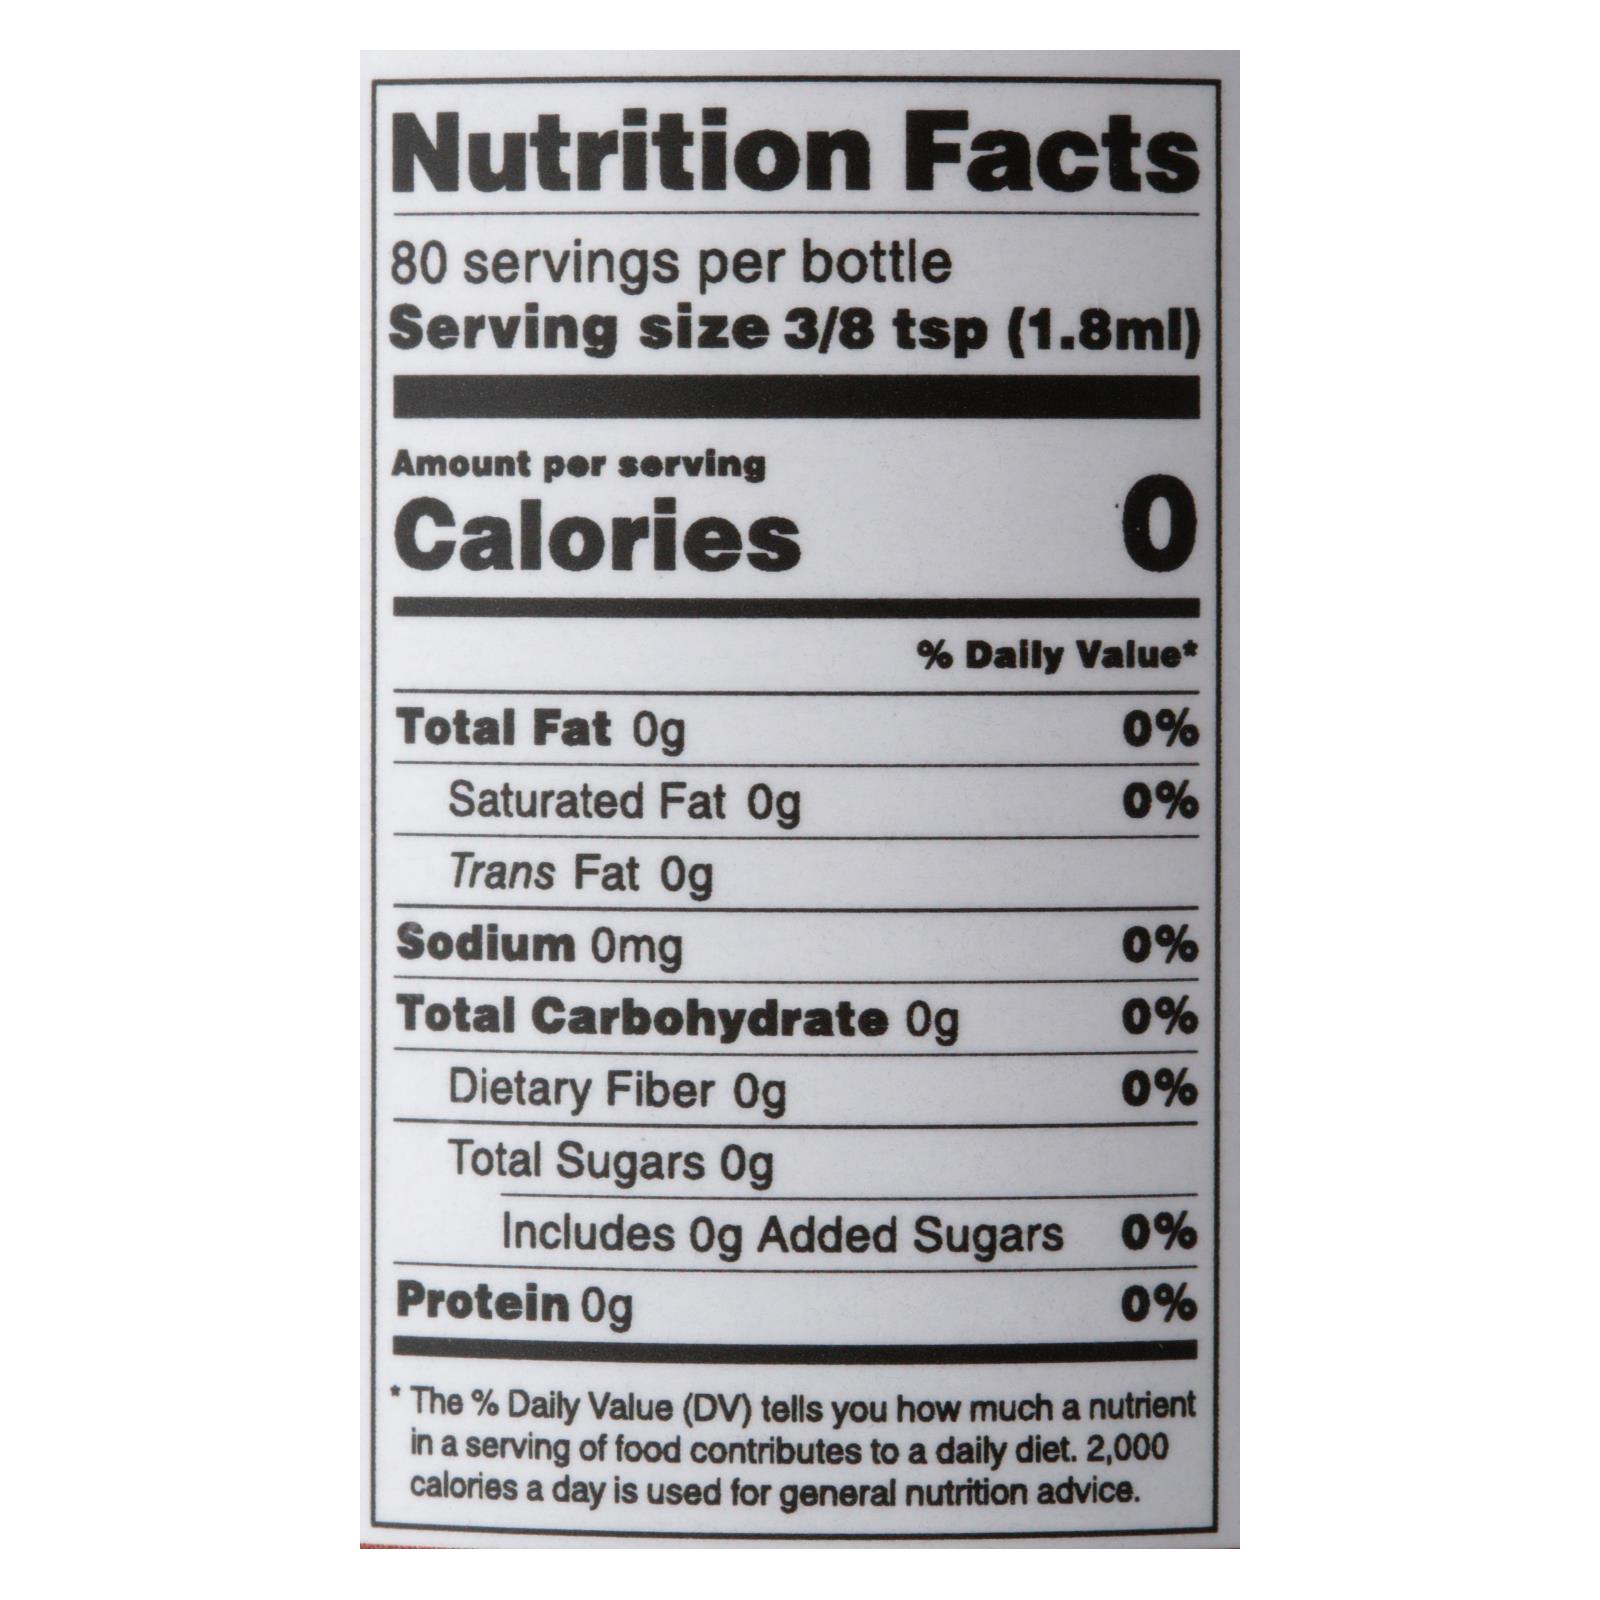 Nutrition Facts
80 servings per bottle
Serving size 3/8 tsp (1.8ml)
Amount per serving
Calories 0
% Daily Value*
Total Fat 0g 0%
Saturated Fat 0g 0%
Trans Fat 0g
Sodium 0mg 0%
Total Carbohydrate 0g 0%
Dietary Fiber 0g 0%
Total Sugars 0g
Includes 0g Added Sugars 0%
Protein 0g 0%
* The % Daily Value (DV) tells you how much a nutrient
in a serving of food contributes to a daily diet. 2,000
calories a day is used for general nutrition advice.